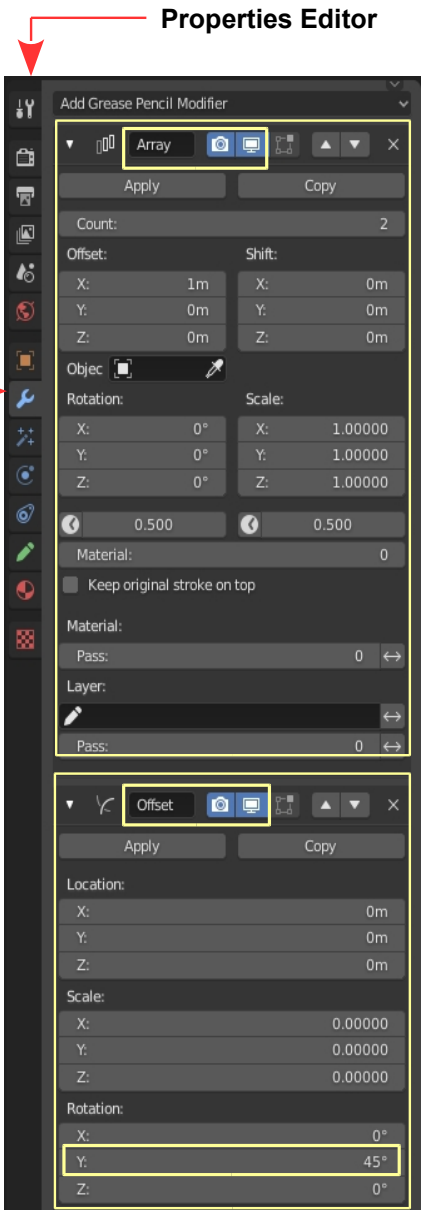 Properties Editor
Add Grease Pencil Modifier
Array
Apply Copy
Count: 2
Offset: Shift:
X: 1m X: 0m
Y: 0m Y: 0m
Z: 0m Z: 0m
Objec
Rotation: Scale:
X: 0° X: 1.00000
Y: 0° Y: 1.00000
Z: 0° Z: 1.00000
0.500 0.500
Material: 0
Keep original stroke on top
Material:
Pass: 0
Layer:
Pass: 0
Offset
Apply Copy
Location:
X: 0m
Y: 0m
Z: 0m
Scale:
X: 0.00000
Y: 0.00000
Z: 0.00000
Rotation:
X: 0°
Y: 45°
Z: 0°